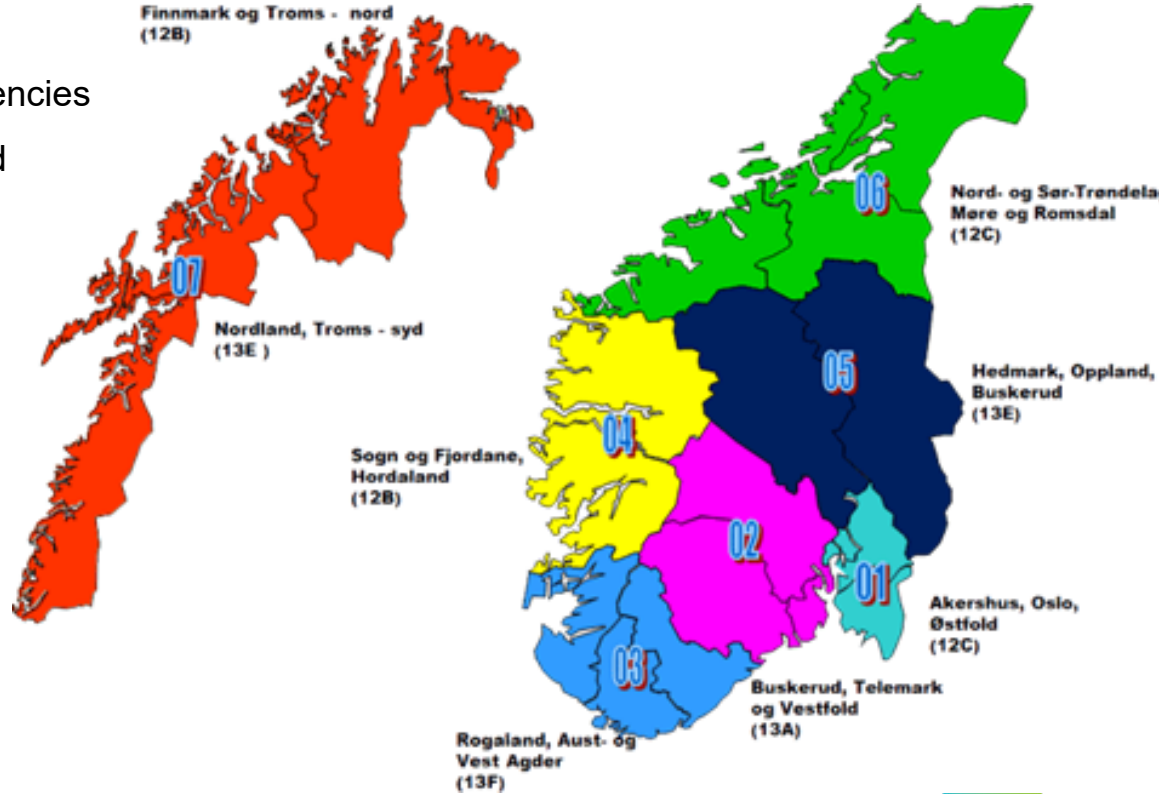 Finnmark og Troms - nord
(12B)
encies
d
06
Nord- og Sør-Trøndela
Møre og Romsdal
(12C)
07
Nordland, Troms - syd
(13E )
05
Hedmark, Oppland,
Buskerud
(13E)
04
Sogn og Fjordane,
Hordaland
(12B)
02
01
Akershus, Oslo,
Østfold
(12C)
03
Buskerud, Telemark
og Vestfold
(13A)
Rogaland, Aust- og
Vest Agder
(13F)